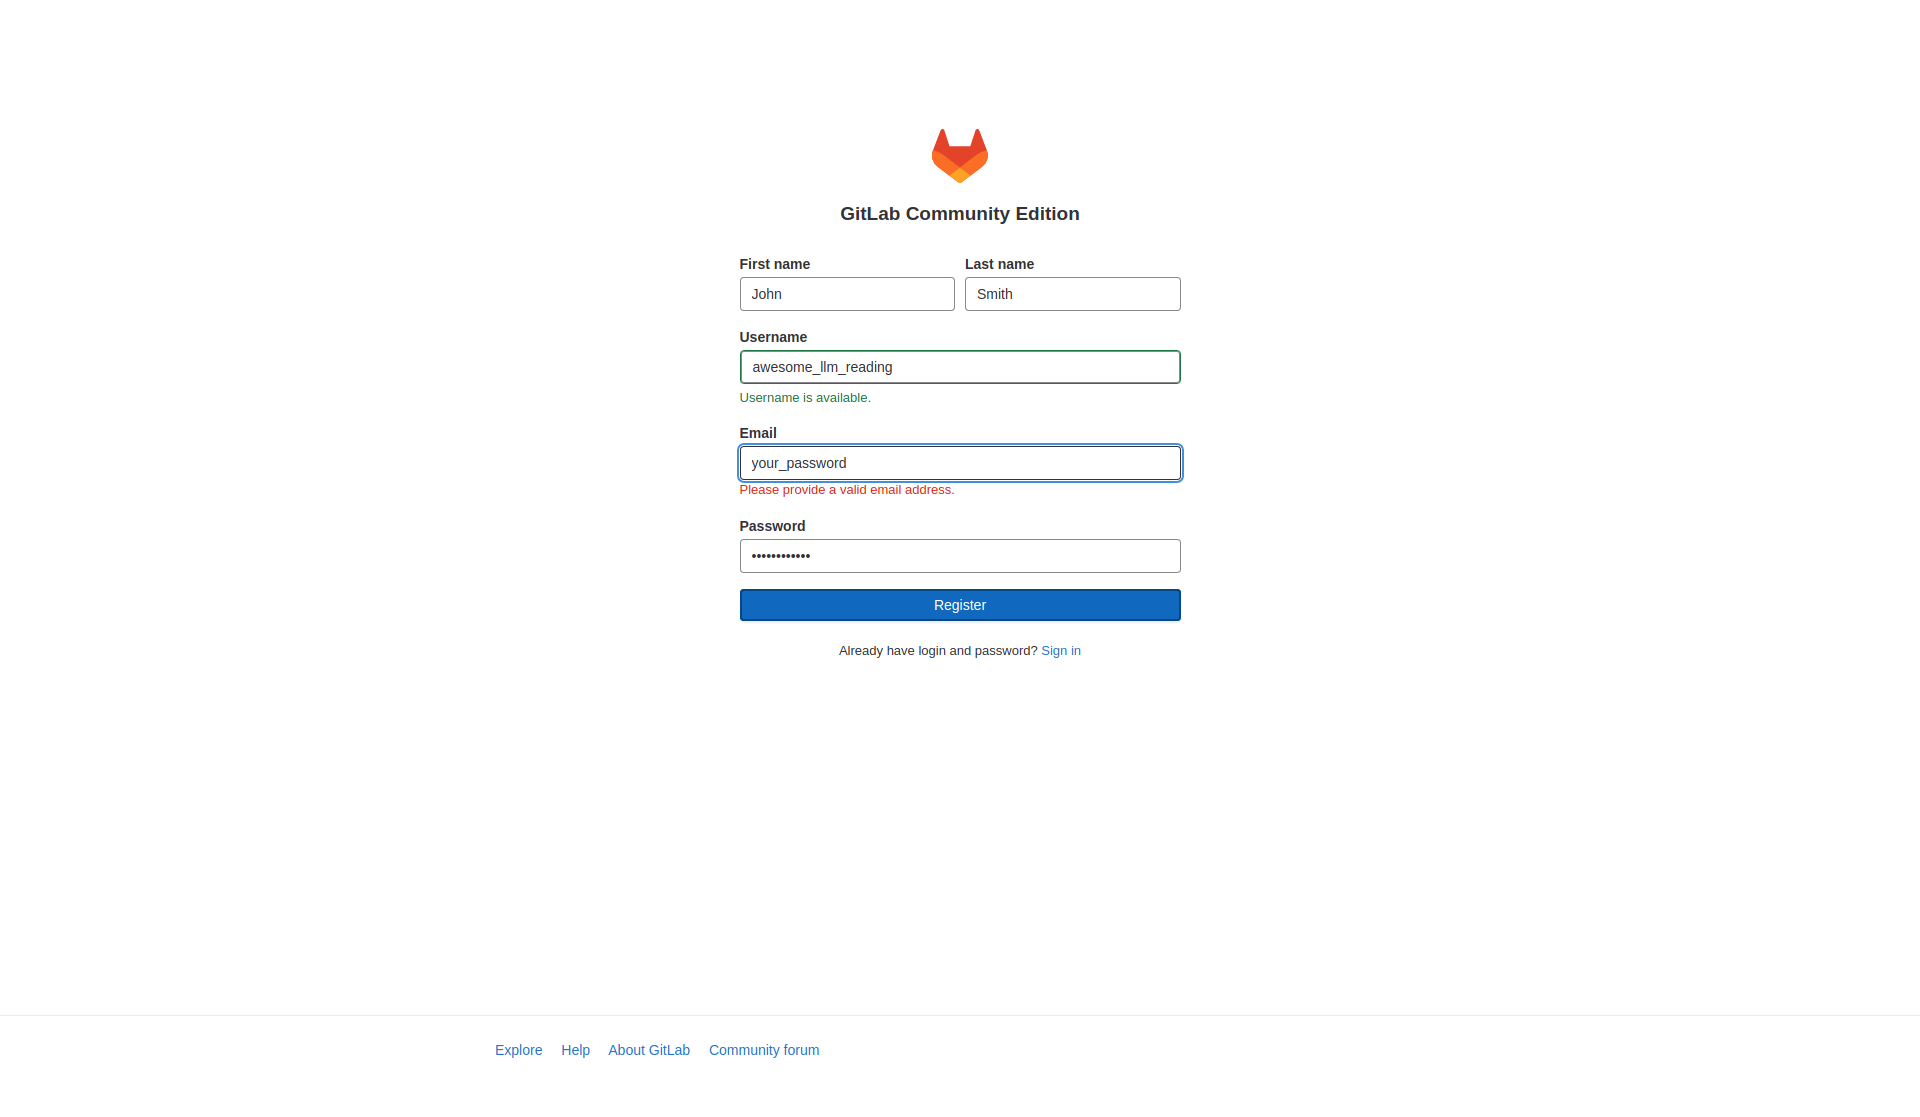 GitLab Community Edition
First name
Last name
John
Smith
Username
awesome_llm_reading
Username is available.
Email
your_password
Please provide a valid email address.
Password
••••••••••••
Register
Already have login and password? Sign in
Explore Help About GitLab Community forum